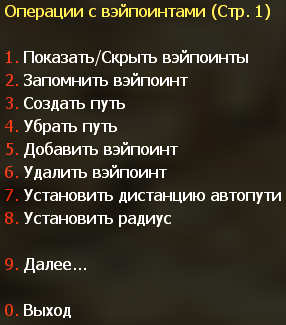 Операции с вэйпоинтами (Стр. 1)
1. Показать/Скрыть вэйпоинты
2. Запомнить вэйпоинт
3. Создать путь
4. Убрать путь
5. Добавить вэйпоинт
6. Удалить вэйпоинт
7. Установить дистанцию автопути
8. Установить радиус
9. Далее...
0. Выход